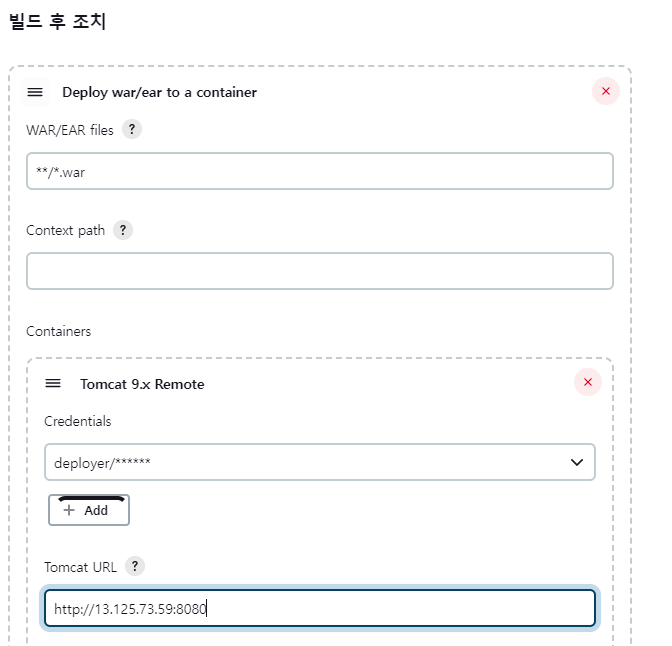 빌드 후 조치
Deploy war/ear to a container
WAR/EAR files ?
**/*.war
Context path ?
Containers
Tomcat 9.x Remote
Credentials
deployer/******
+ Add
Tomcat URL ?
http://13.125.73.59:8080